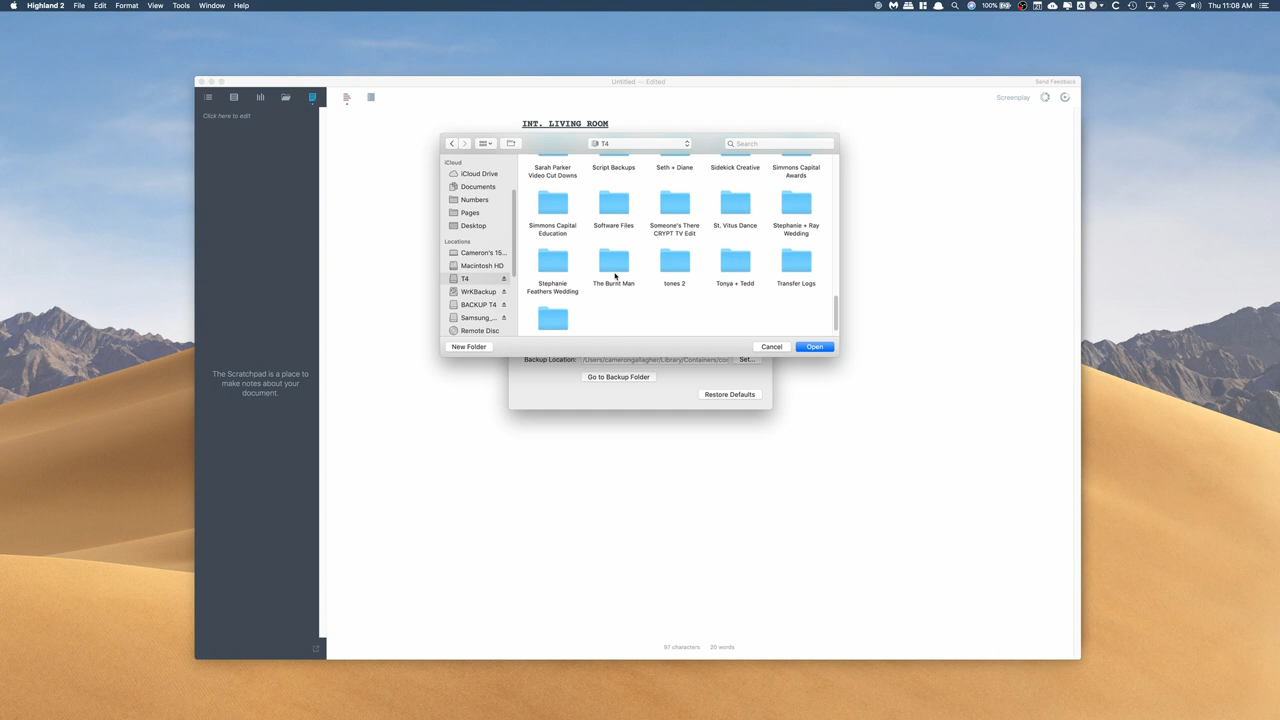 Highland 2 File Edit Format View Tools Window Help 100% Thu 11:08 AM
Untitled — Edited
Send Feedback
Screenplay
Click here to edit
INT. LIVING ROOM
T4
Search
iCloud
iCloud Drive
Documents
Numbers
Pages
Desktop
Locations
Cameron's 15...
Macintosh HD
T4
WrKBackup
BACKUP T4
Samsung_...
Remote Disc
Sarah Parker Script Backups Seth + Diane Sidekick Creative Simmons Capital
Video Cut Downs Awards
Simmons Capital Software Files Someone's There St. Vitus Dance Stephanie + Ray
Education CRYPT TV Edit Wedding
Stephanie The Burnt Man tones 2 Tonya + Tedd Transfer Logs
Feathers Wedding
New Folder Cancel Open
Backup Location: /Users/camerongallagher/Library/Containers/co Set...
Go to Backup Folder
Restore Defaults
The Scratchpad is a place to
make notes about your
document.
97 characters 20 words